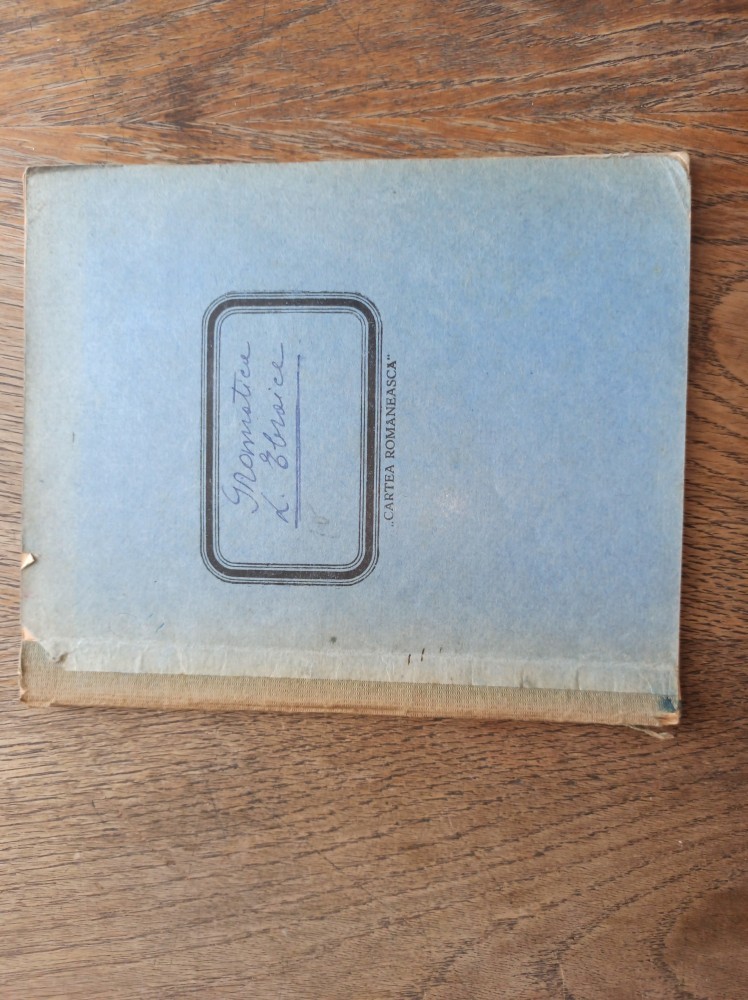 Gramatica
L. Ebraice
„CARTEA ROMANEASCA"